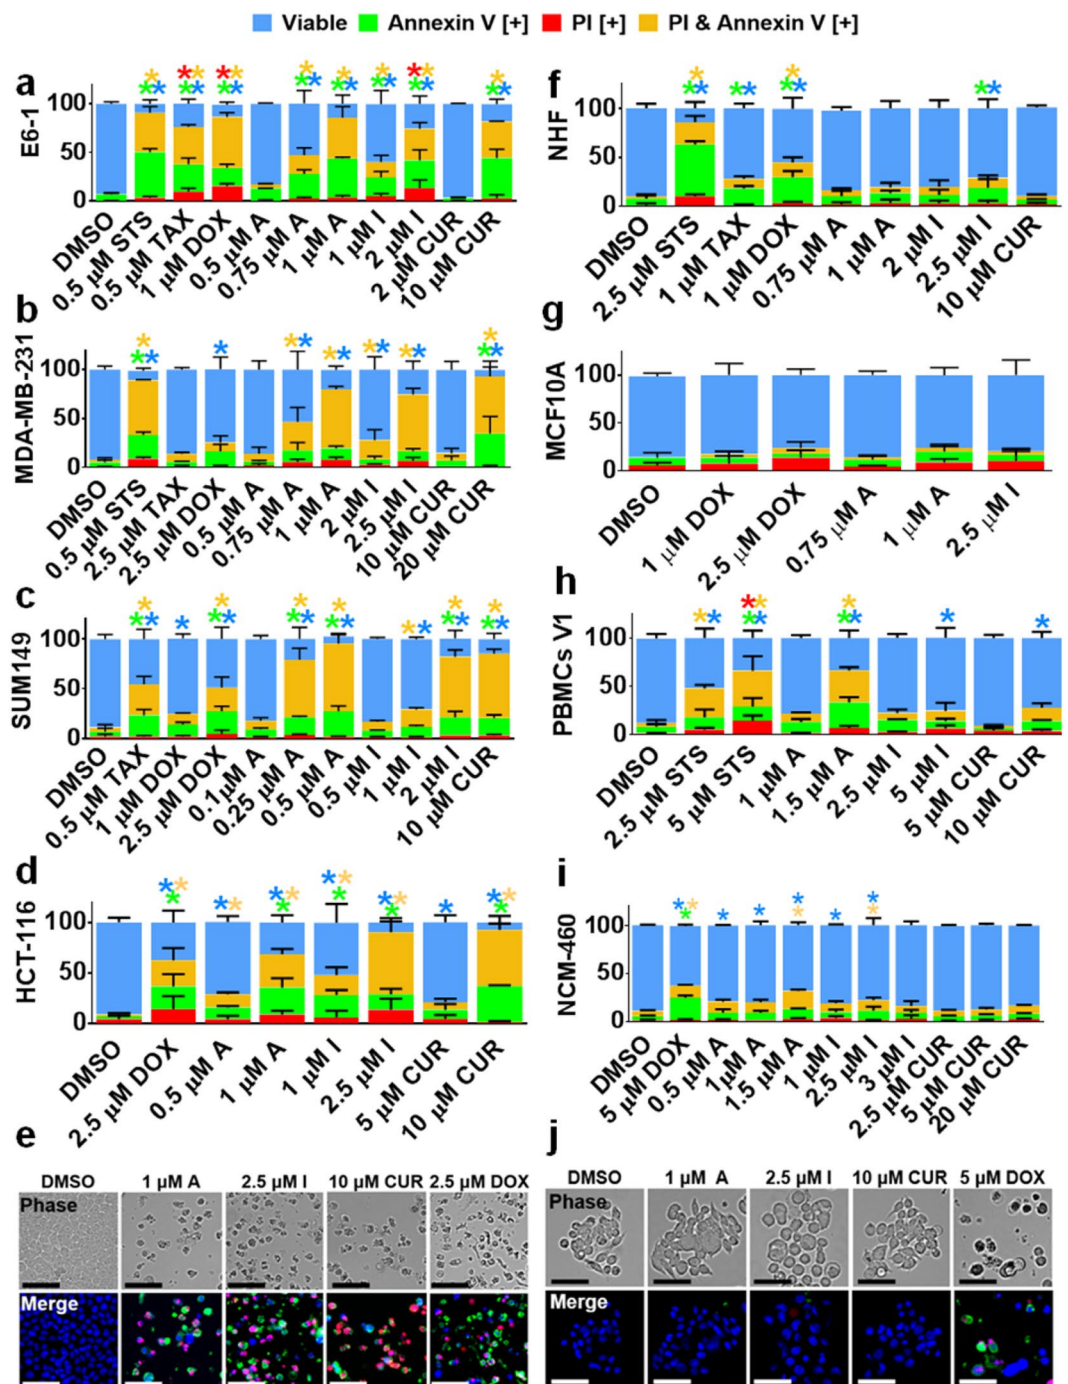 Viable Annexin V [+] PI [+] PI & Annexin V [+]
a
E6-1
100
50
0
DMSO
0.5 µM STS
0.5 µM TAX
1 µM DOX
0.5 µM A
0.75 µM A
1 µM A
1 µM I
2 µM I
2 µM CUR
10 µM CUR
b
MDA-MB-231
100
50
0
DMSO
0.5 µM STS
2.5 µM TAX
2.5 µM DOX
0.5 µM A
0.75 µM A
1 µM A
2 µM I
2.5 µM I
10 µM CUR
20 µM CUR
c
SUM149
100
50
0
DMSO
0.5 µM TAX
1 µM DOX
2.5 µM DOX
0.1µM A
0.25 µM A
0.5 µM A
0.5 µM I
1 µM I
2 µM I
10 µM CUR
d
HCT-116
100
50
0
DMSO
2.5 µM DOX
0.5 µM A
1 µM A
1 µM I
2.5 µM I
5 µM CUR
10 µM CUR
e
DMSO 1 µM A 2.5 µM I 10 µM CUR 2.5 µM DOX
Phase
Merge
f
NHF
100
50
0
DMSO
2.5 µM STS
1 µM TAX
1 µM DOX
0.75 µM A
1 µM A
2 µM I
2.5 µM I
10 µM CUR
g
MCF10A
100
50
0
DMSO
1 µM DOX
2.5 µM DOX
0.75 µM A
1 µM A
2.5 µM I
h
PBMCs V1
100
50
0
DMSO
2.5 µM STS
5 µM STS
1 µM A
1.5 µM A
2.5 µM I
5 µM I
5 µM CUR
10 µM CUR
i
NCM-460
100
50
0
DMSO
5 µM DOX
0.5 µM A
1µM A
1.5 µM A
1 µM I
2.5 µM I
3 µM I
2.5 µM CUR
5 µM CUR
20 µM CUR
j
DMSO 1 µM A 2.5 µM I 10 µM CUR 5 µM DOX
Phase
Merge